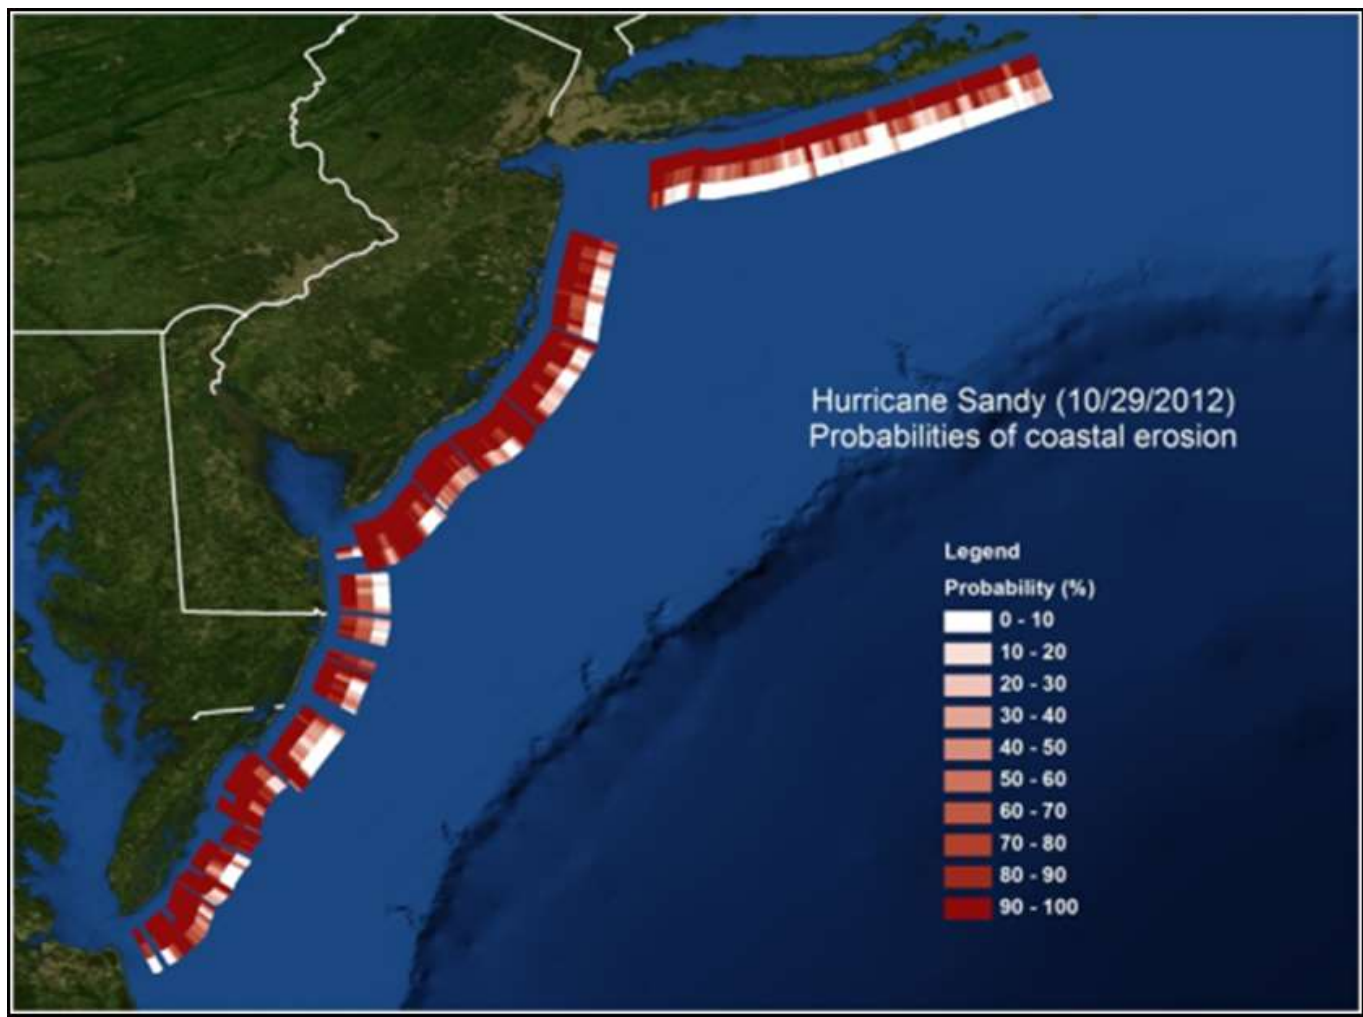 Hurricane Sandy (10/29/2012)
Probabilities of coastal erosion
Legend
Probability (%)
0 - 10
10 - 20
20 - 30
30 - 40
40 - 50
50 - 60
60 - 70
70 - 80
80 - 90
90 - 100